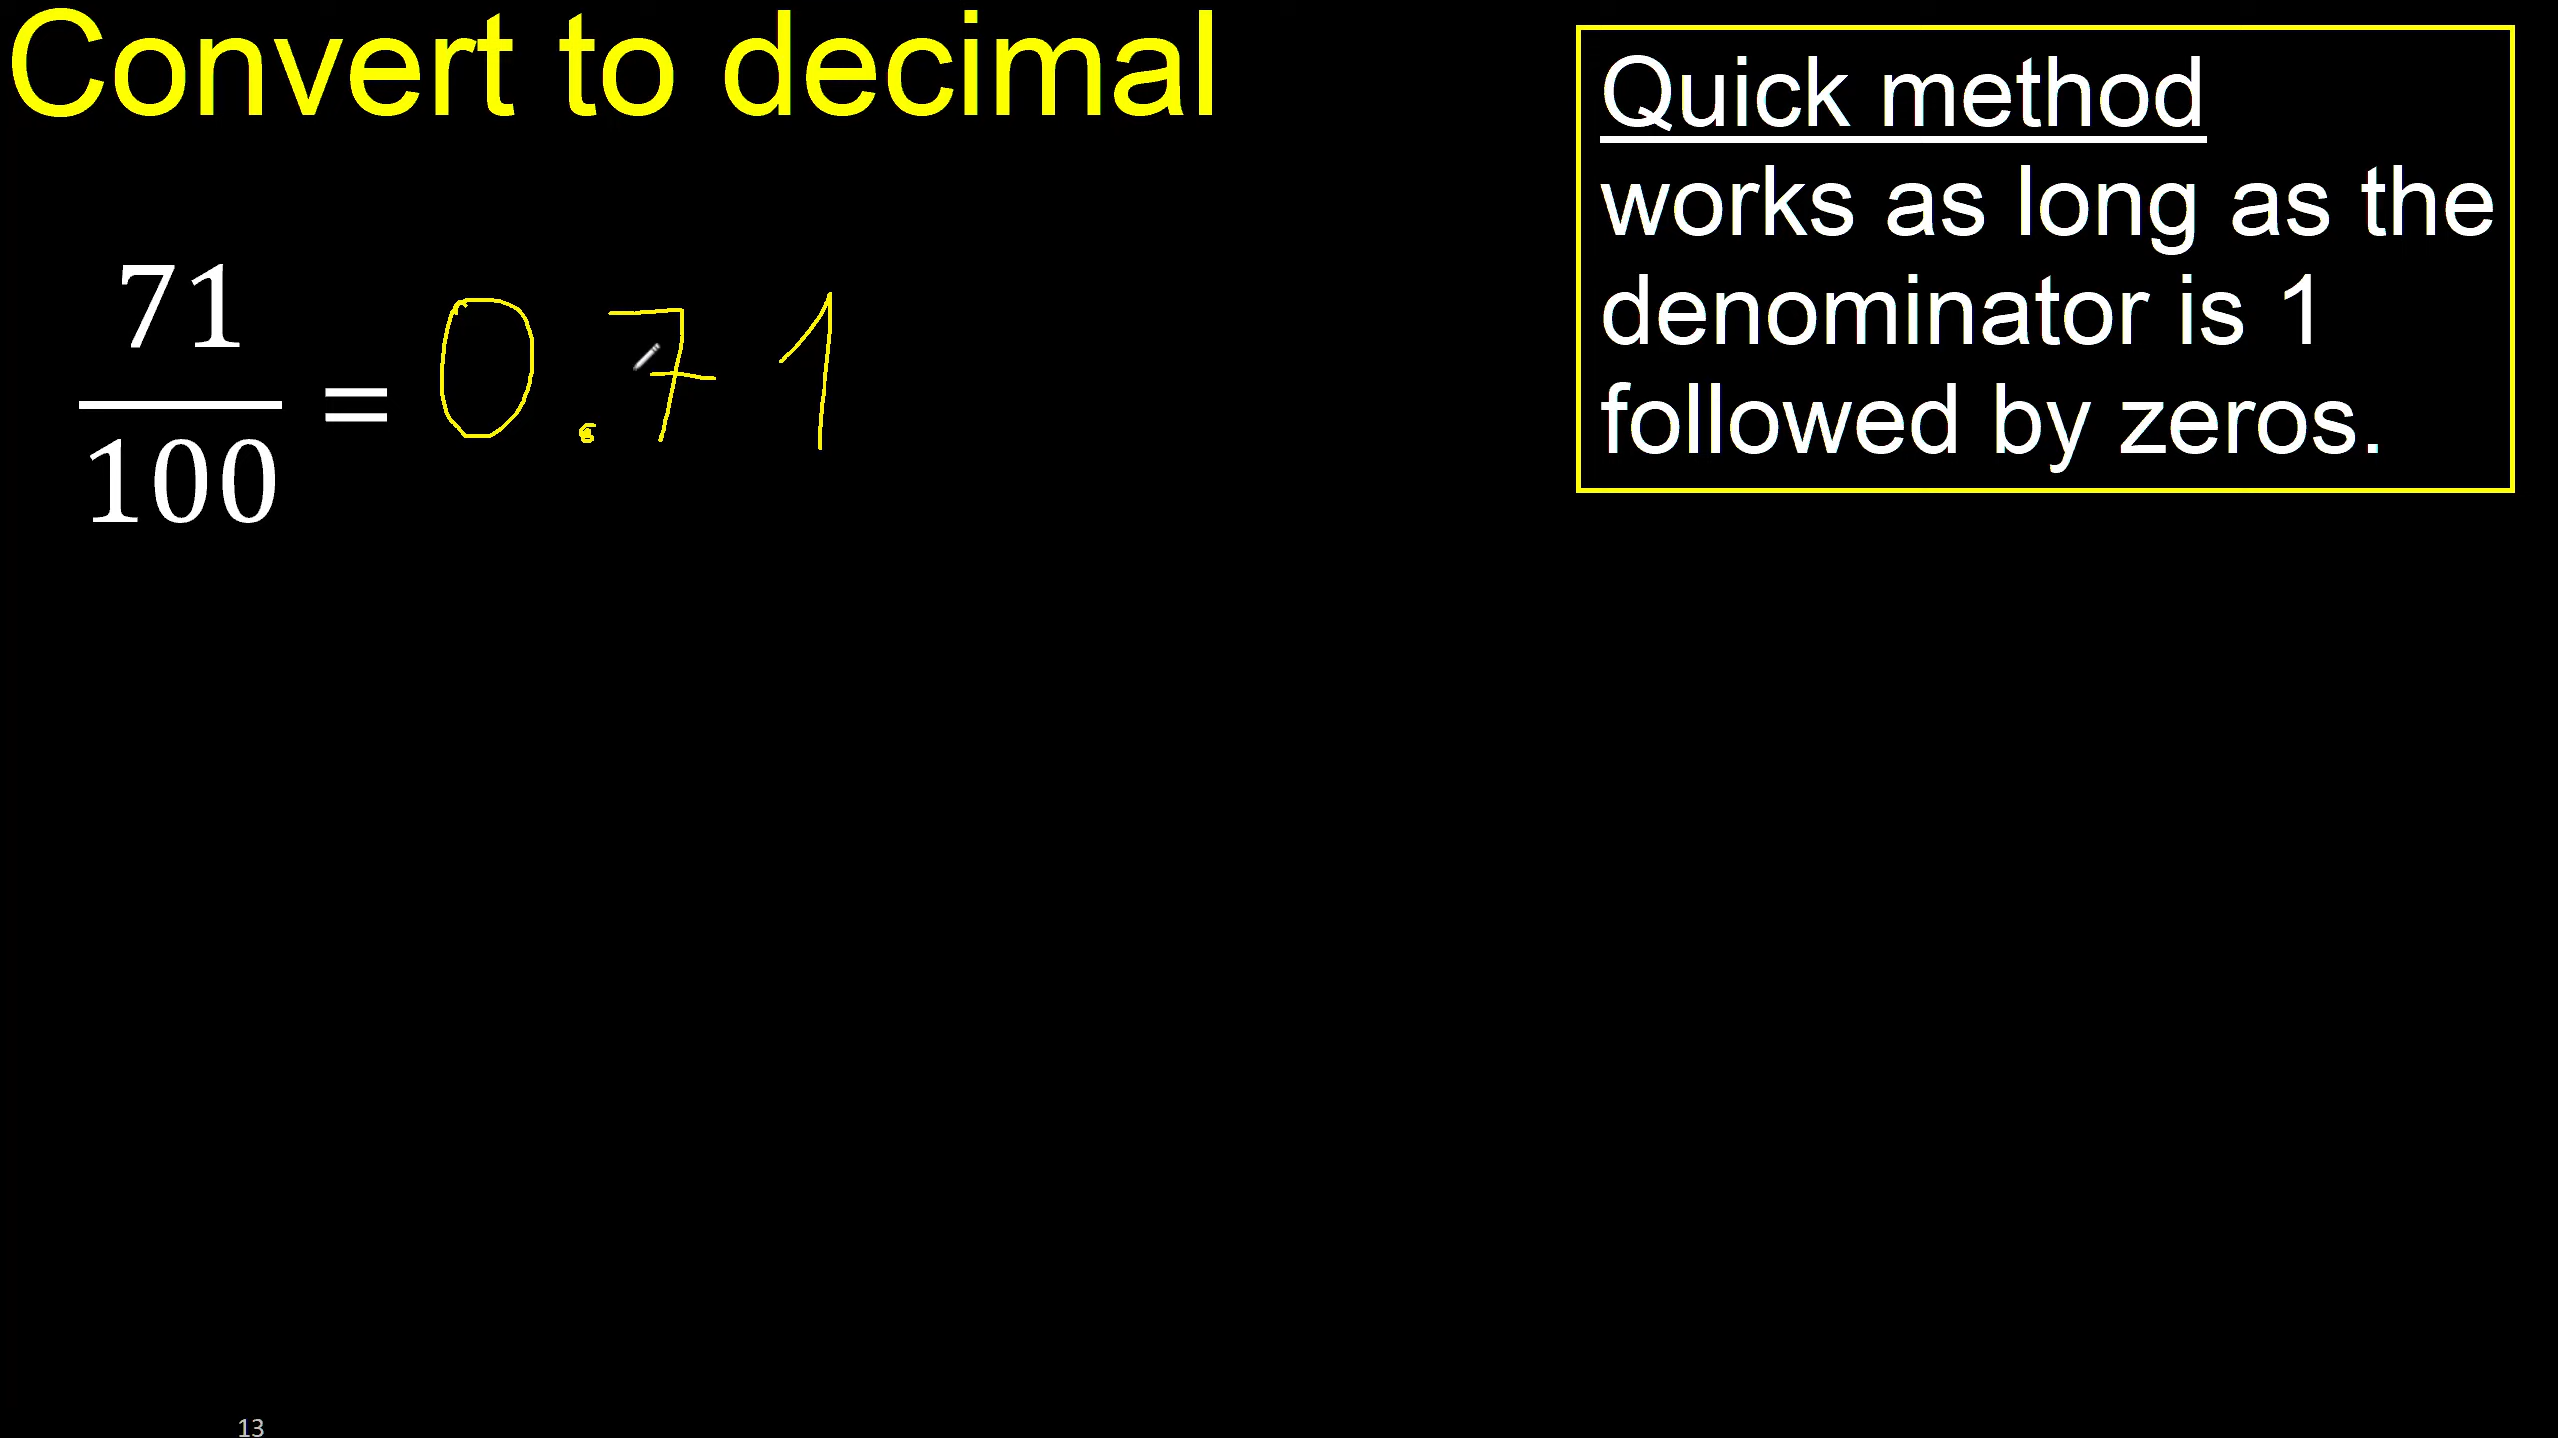 Convert to decimal
71
100
= 0.71
Quick method
works as long as the
denominator is 1
followed by zeros.
13